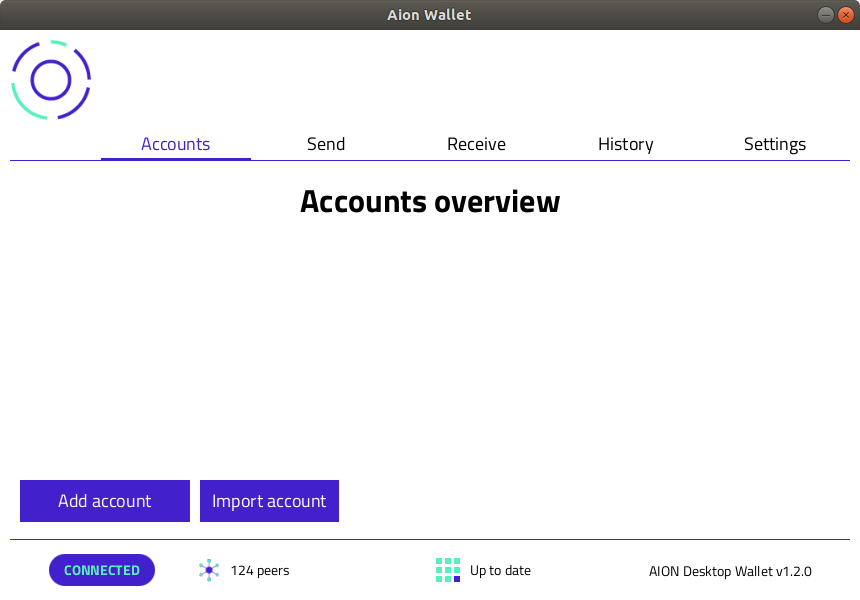 Aion Wallet
Accounts Send Receive History Settings
Accounts overview
Add account Import account
CONNECTED 124 peers Up to date AION Desktop Wallet v1.2.0